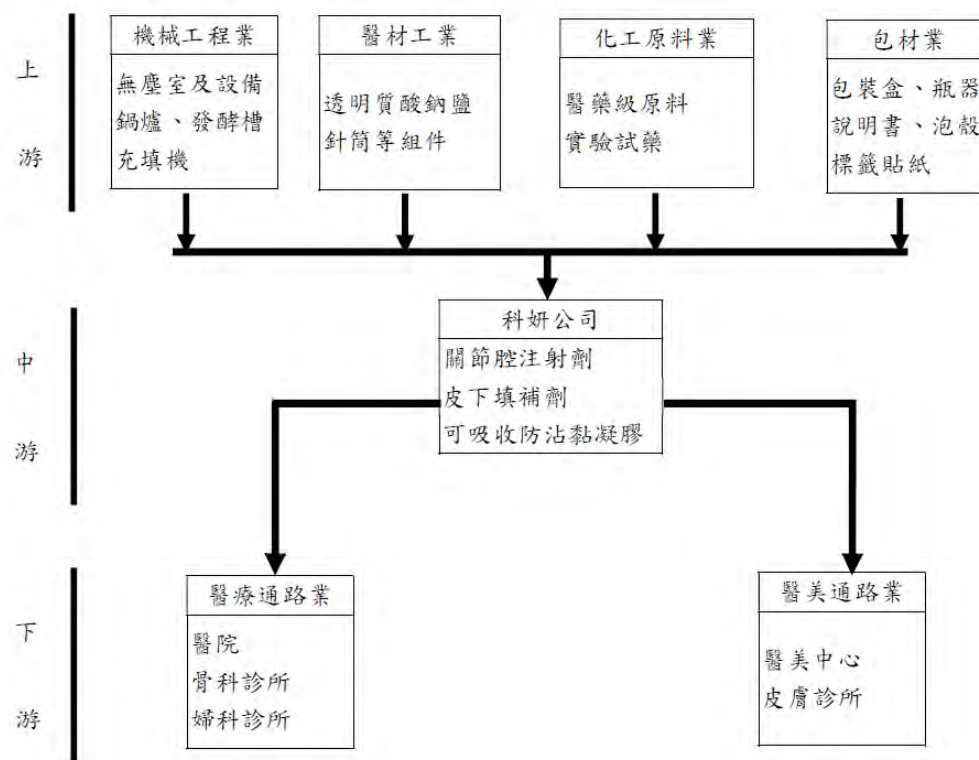 上游
機械工程業
無塵室及設備
鍋爐、發酵槽
充填機
醫材工業
透明質酸鈉鹽
針筒等組件
化工原料業
醫藥級原料
實驗試藥
包材業
包裝盒、瓶器
說明書、泡殼
標籤貼紙
中游
科妍公司
關節腔注射劑
皮下填補劑
可吸收防沾黏凝膠
下游
醫療通路業
醫院
骨科診所
婦科診所
醫美通路業
醫美中心
皮膚診所